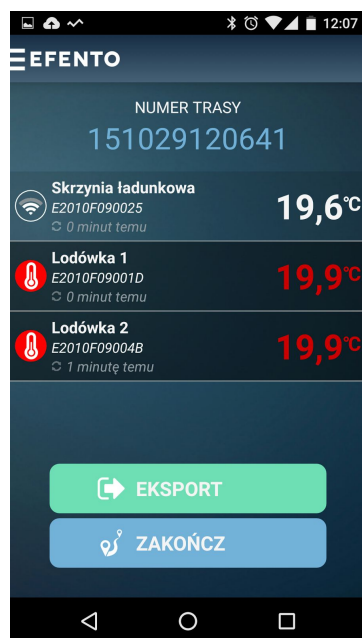 12:07
EFENTO
NUMER TRASY
151029120641
Skrzynia ładunkowa
E2010F090025
0 minut temu
19,6°C
Lodówka 1
E2010F09001D
0 minut temu
19,9°C
Lodówka 2
E2010F09004B
1 minutę temu
19,9°C
EKSPORT
ZAKOŃCZ